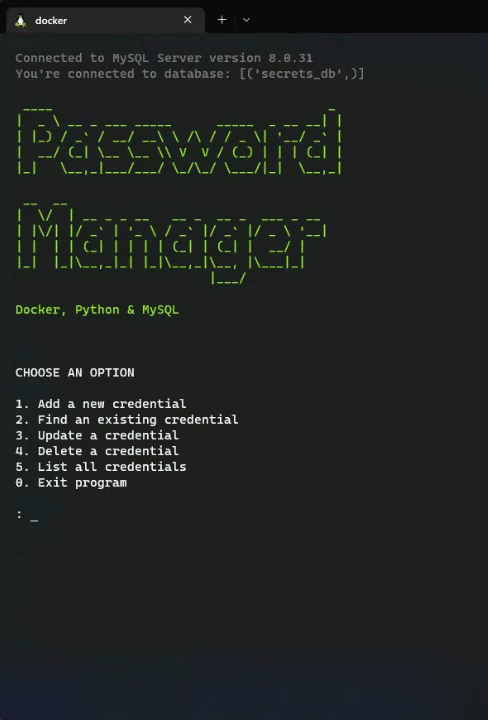 docker
Connected to MySQL Server version 8.0.31
You're connected to database: [('secrets_db',)]
Password
Manager
Docker, Python & MySQL
CHOOSE AN OPTION
1. Add a new credential
2. Find an existing credential
3. Update a credential
4. Delete a credential
5. List all credentials
0. Exit program
: _